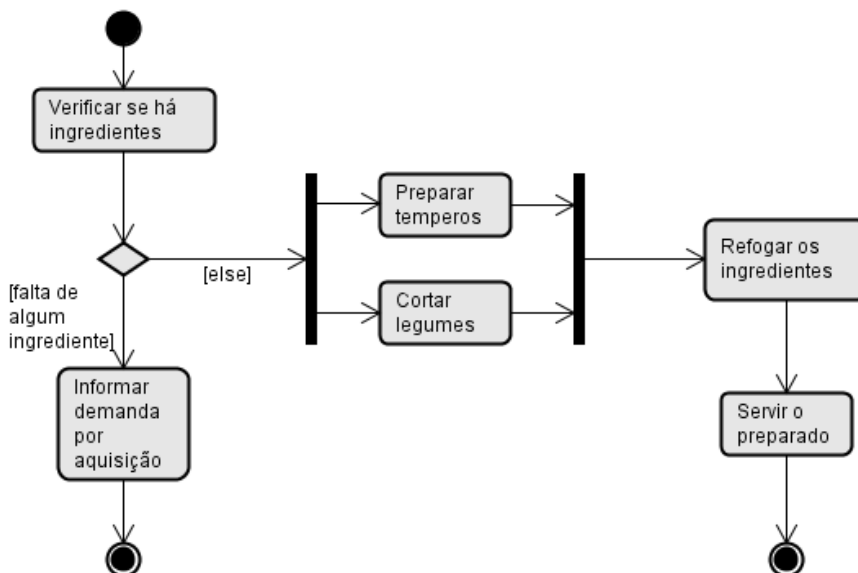 Verificar se há
ingredientes
Preparar
temperos
Refogar os
ingredientes
[else]
[falta de
algum
ingrediente]
Cortar
legumes
Informar
demanda
por
aquisição
Servir o
preparado